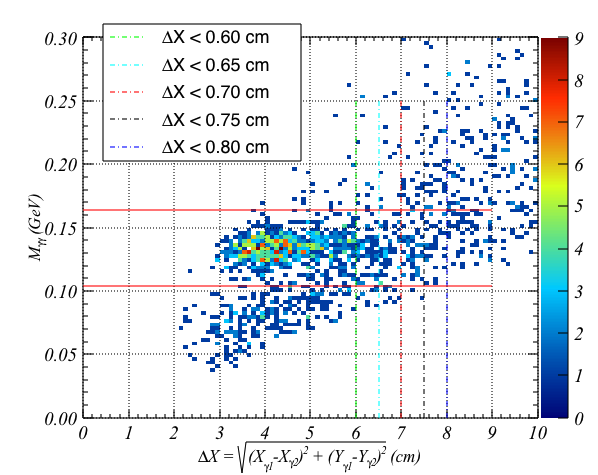 ΔX < 0.60 cm
ΔX < 0.65 cm
ΔX < 0.70 cm
ΔX < 0.75 cm
ΔX < 0.80 cm
0.30
0.25
0.20
0.15
0.10
0.05
0.00
M_γγ (GeV)
0 1 2 3 4 5 6 7 8 9 10
ΔX = √(X_γ1-X_γ2)² + (Y_γ1-Y_γ2)² (cm)
9
8
7
6
5
4
3
2
1
0